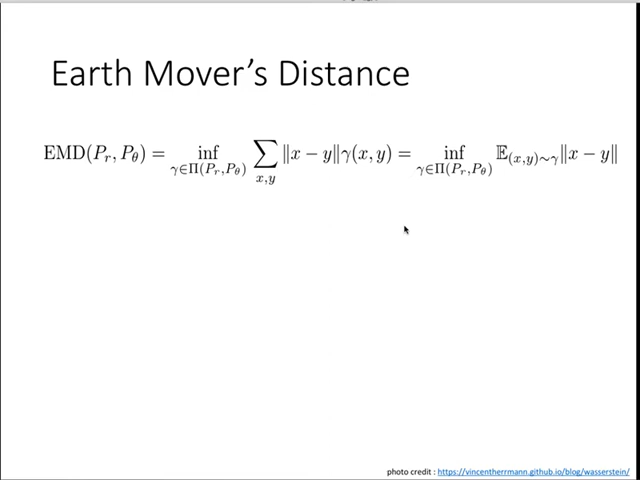 Earth Mover's Distance
EMD(P_r, P_θ) = inf_{γ∈Π(P_r,P_θ)} ∑_{x,y} ‖x − y‖γ(x, y) = inf_{γ∈Π(P_r,P_θ)} 𝔼_{(x,y)∼γ}‖x − y‖
photo credit : https://vincentherrmann.github.io/blog/wasserstein/